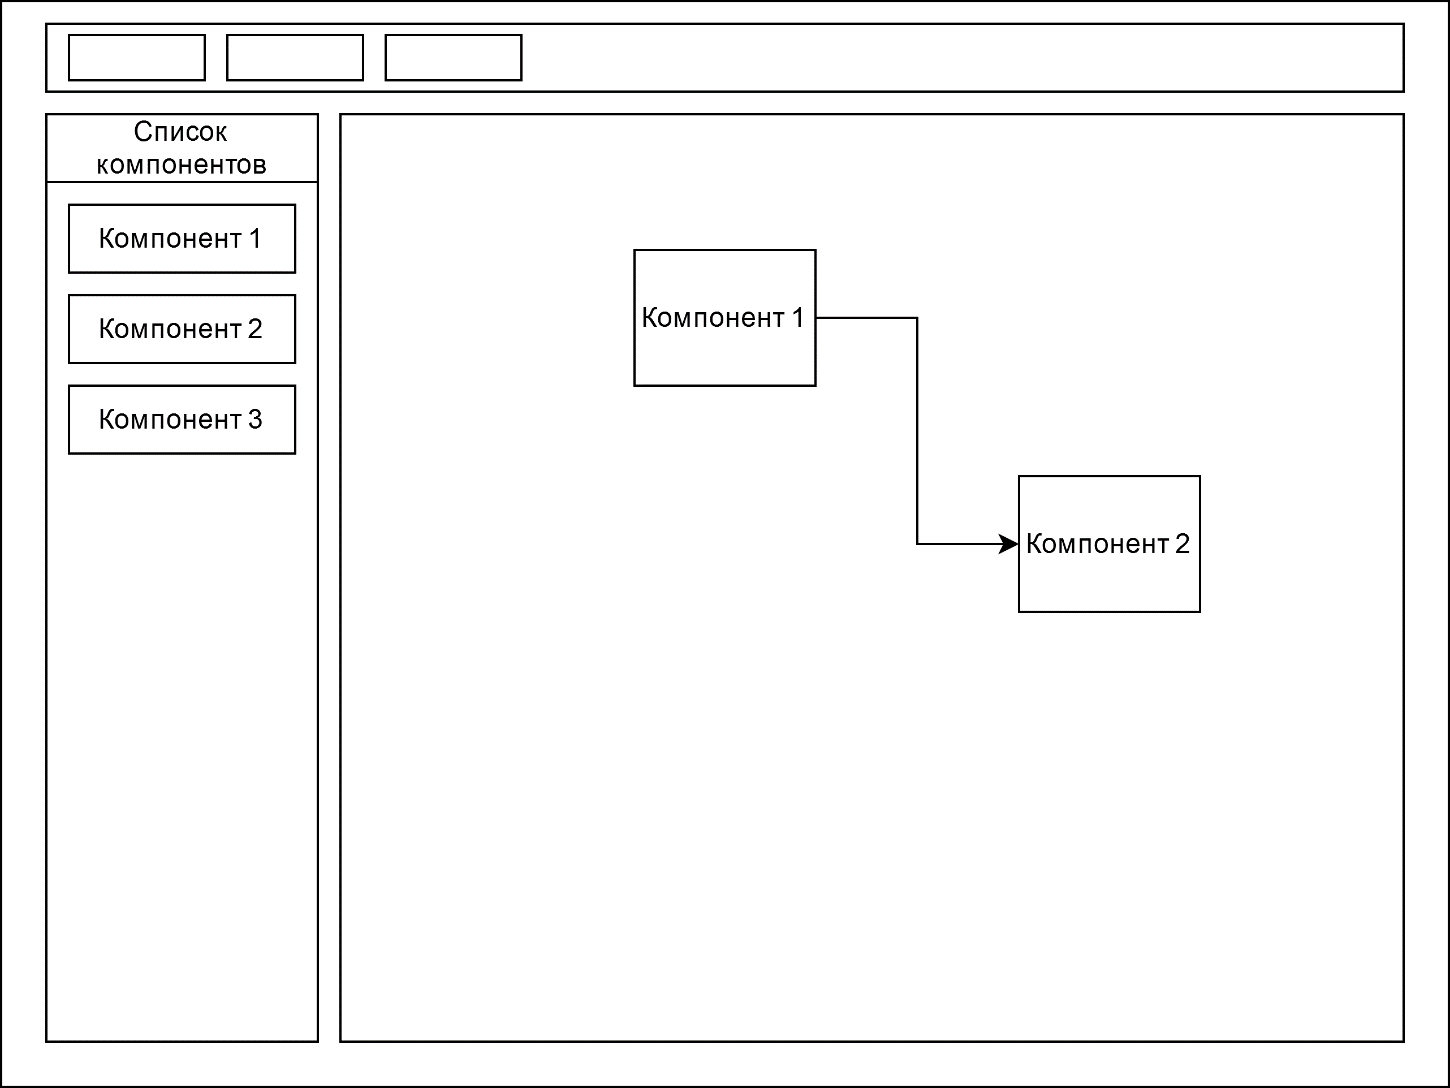 Список
компонентов
Компонент 1
Компонент 2
Компонент 3
Компонент 1
Компонент 2